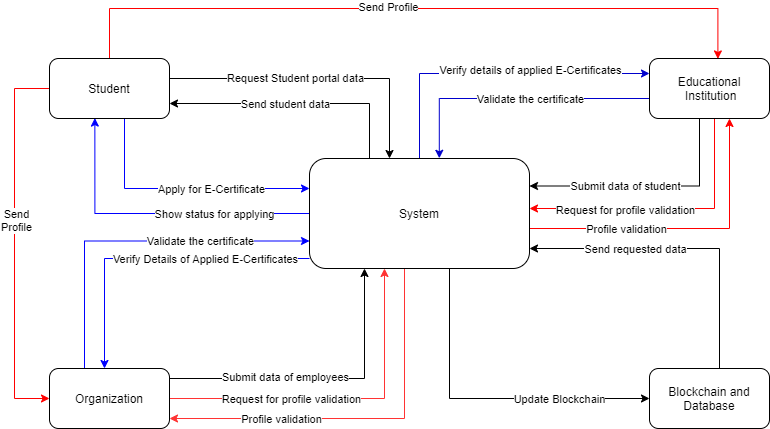 Send Profile
Student
Request Student portal data
Send student data
Verify details of applied E-Certificates
Validate the certificate
Educational
Institution
Apply for E-Certificate
Show status for applying
System
Submit data of student
Request for profile validation
Profile validation
Send requested data
Send
Profile
Validate the certificate
Verify Details of Applied E-Certificates
Organization
Submit data of employees
Request for profile validation
Profile validation
Update Blockchain
Blockchain and
Database